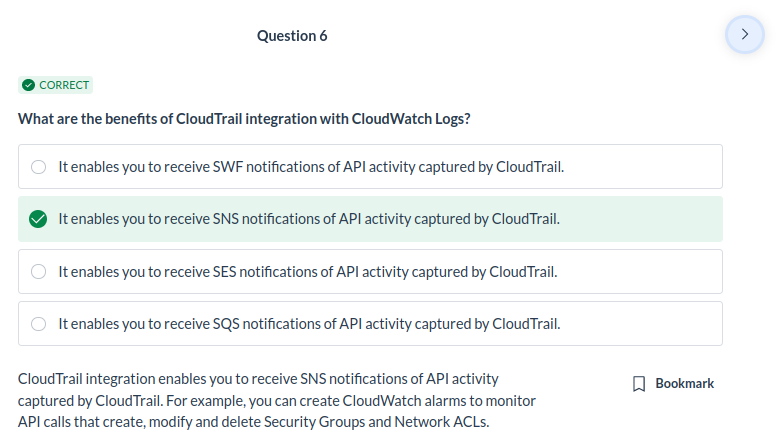 Question 6
CORRECT
What are the benefits of CloudTrail integration with CloudWatch Logs?
It enables you to receive SWF notifications of API activity captured by CloudTrail.
It enables you to receive SNS notifications of API activity captured by CloudTrail.
It enables you to receive SES notifications of API activity captured by CloudTrail.
It enables you to receive SQS notifications of API activity captured by CloudTrail.
CloudTrail integration enables you to receive SNS notifications of API activity
captured by CloudTrail. For example, you can create CloudWatch alarms to monitor
API calls that create, modify and delete Security Groups and Network ACLs.
Bookmark